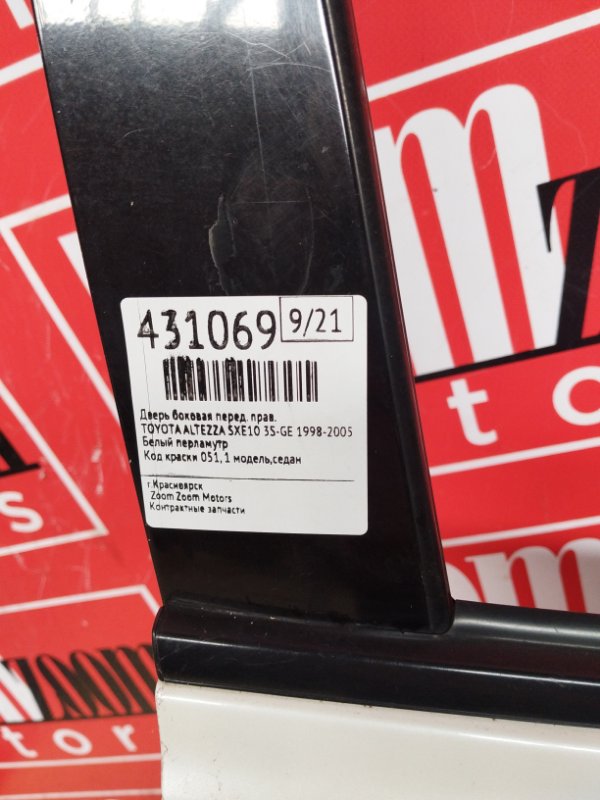 431069 9/21
Дверь боковая перед. прав.
TOYOTA ALTEZZA SXE10 3S-GE 1998-2005
Белый перламутр
Код краски 051,1 модель,седан
г.Красноярск
Zoom Zoom Motors
Контрактные запчасти